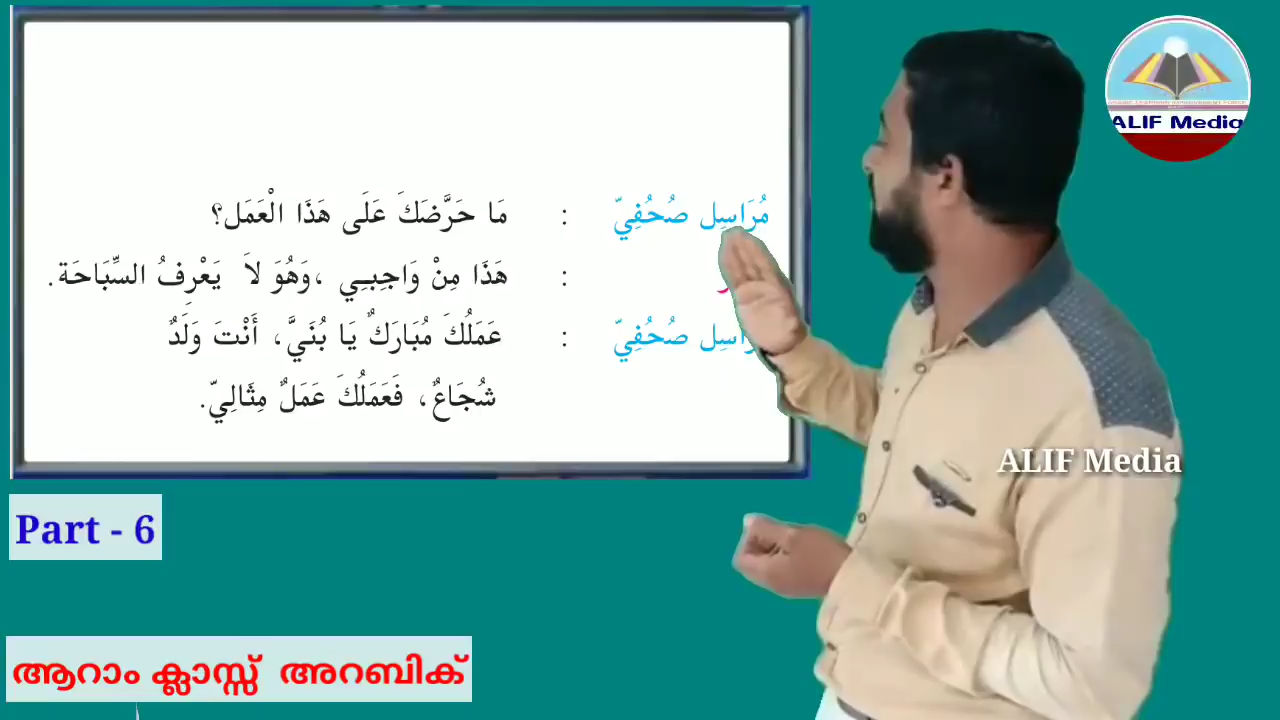 مُرَاسِل صُحُفِيّ : مَا حَرَّضَكَ عَلَى هَذَا الْعَمَل؟
: هَذَا مِنْ وَاجِبِي ،وَهُوَ لاَ يَعْرِفُ السِّبَاحَة.
صُحُفِيّ : عَمَلُكَ مُبَارَكٌ يَا بُنَيَّ، أَنْتَ وَلَدٌ
شُجَاعٌ، فَعَمَلُكَ عَمَلٌ مِثَالِيّ.
ALIF Media
ALIF Media
Part - 6
ആറാം ക്ലാസ്സ് അറബിക്